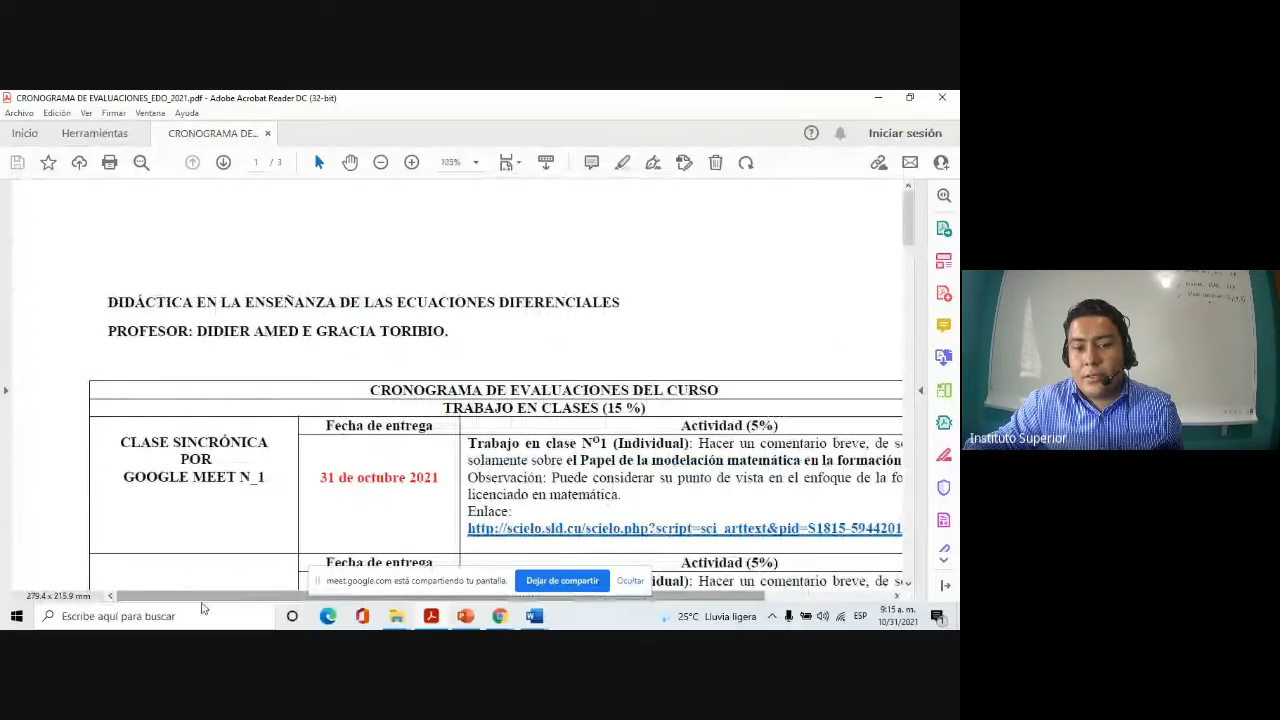 CRONOGRAMA DE EVALUACIONES_EDO_2021.pdf - Adobe Acrobat Reader DC (32-bit)
Archivo Edición Ver Firmar Ventana Ayuda
Inicio Herramientas CRONOGRAMA DE... × Iniciar sesión
1 / 3 105%
DIDÁCTICA EN LA ENSEÑANZA DE LAS ECUACIONES DIFERENCIALES
PROFESOR: DIDIER AMED E GRACIA TORIBIO.
CRONOGRAMA DE EVALUACIONES DEL CURSO
TRABAJO EN CLASES (15 %)
Fecha de entrega Actividad (5%)
CLASE SINCRÓNICA
POR
GOOGLE MEET N_1
31 de octubre 2021
Trabajo en clase Nº1 (Individual): Hacer un comentario breve, de
solamente sobre el Papel de la modelación matemática en la formación
Observación: Puede considerar su punto de vista en el enfoque de la
licenciado en matemática.
Enlace:
http://scielo.sld.cu/scielo.php?script=sci_arttext&pid=S1815-5944201
Fecha de entrega Actividad (5%)
Hacer un comentario breve, de
meet.google.com está compartiendo tu pantalla. Dejar de compartir Ocultar
279.4 x 215.9 mm
Escribe aquí para buscar
25°C Lluvia ligera ESP 9:15 a. m.
10/31/2021
Instituto Superior